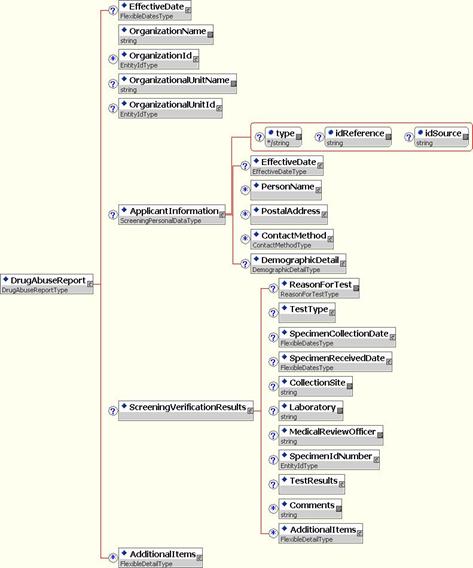 EffectiveDate
FlexibleDatesType
OrganizationName
string
OrganizationId
EntityIdType
OrganizationalUnitName
string
OrganizationalUnitId
EntityIdType
type
*/string
idReference
string
idSource
string
ApplicantInformation
ScreeningPersonalDataType
EffectiveDate
EffectiveDateType
PersonName
PostalAddress
ContactMethod
ContactMethodType
DemographicDetail
DemographicDetailType
DrugAbuseReport
DrugAbuseReportType
ScreeningVerificationResults
ReasonForTest
ReasonForTestType
TestType
SpecimenCollectionDate
FlexibleDatesType
SpecimenReceivedDate
FlexibleDatesType
CollectionSite
string
Laboratory
string
MedicalReviewOfficer
string
SpecimenIdNumber
EntityIdType
TestResults
Comments
string
AdditionalItems
FlexibleDetailType
AdditionalItems
FlexibleDetailType